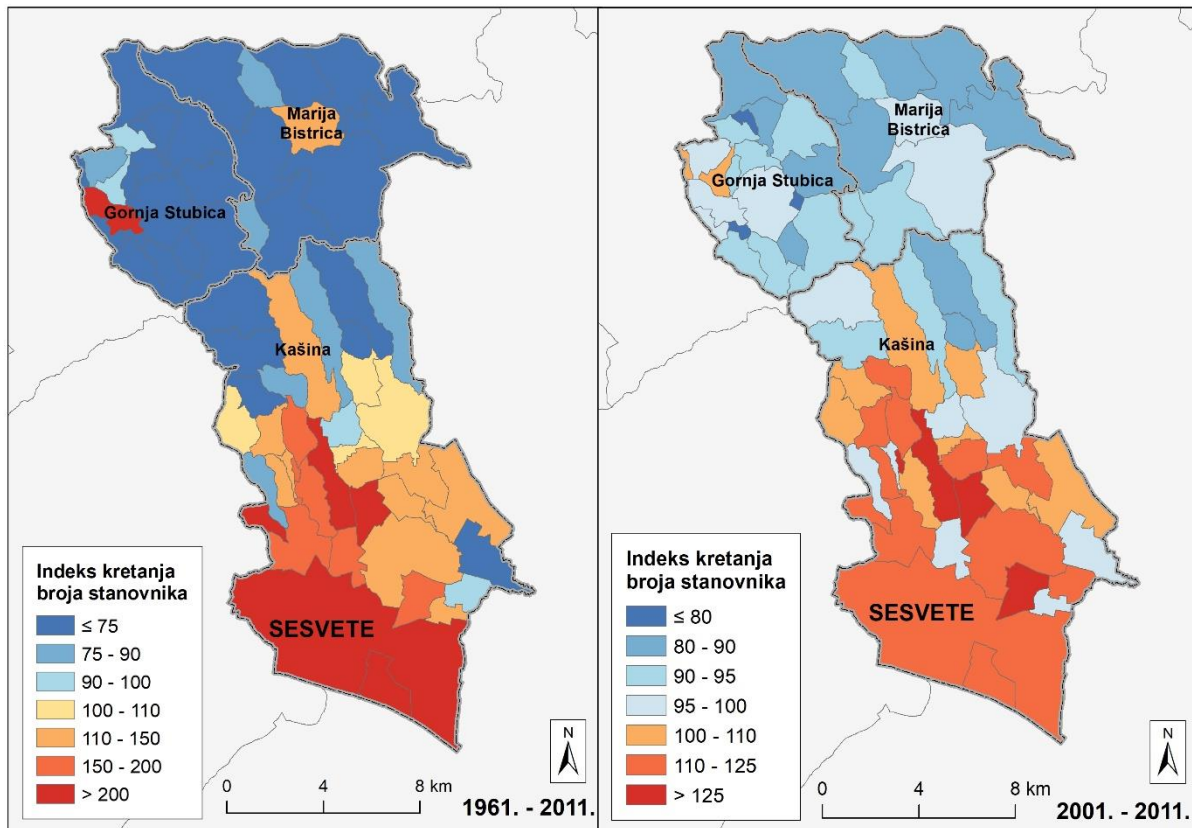 Marija
Bistrica
Gornja Stubica
Kašina
SESVETE
Indeks kretanja
broja stanovnika
≤ 75
75 - 90
90 - 100
100 - 110
110 - 150
150 - 200
> 200
N
0 4 8 km
1961. - 2011.
Marija
Bistrica
Gornja Stubica
Kašina
SESVETE
Indeks kretanja
broja stanovnika
≤ 80
80 - 90
90 - 95
95 - 100
100 - 110
110 - 125
> 125
N
0 4 8 km
2001. - 2011.